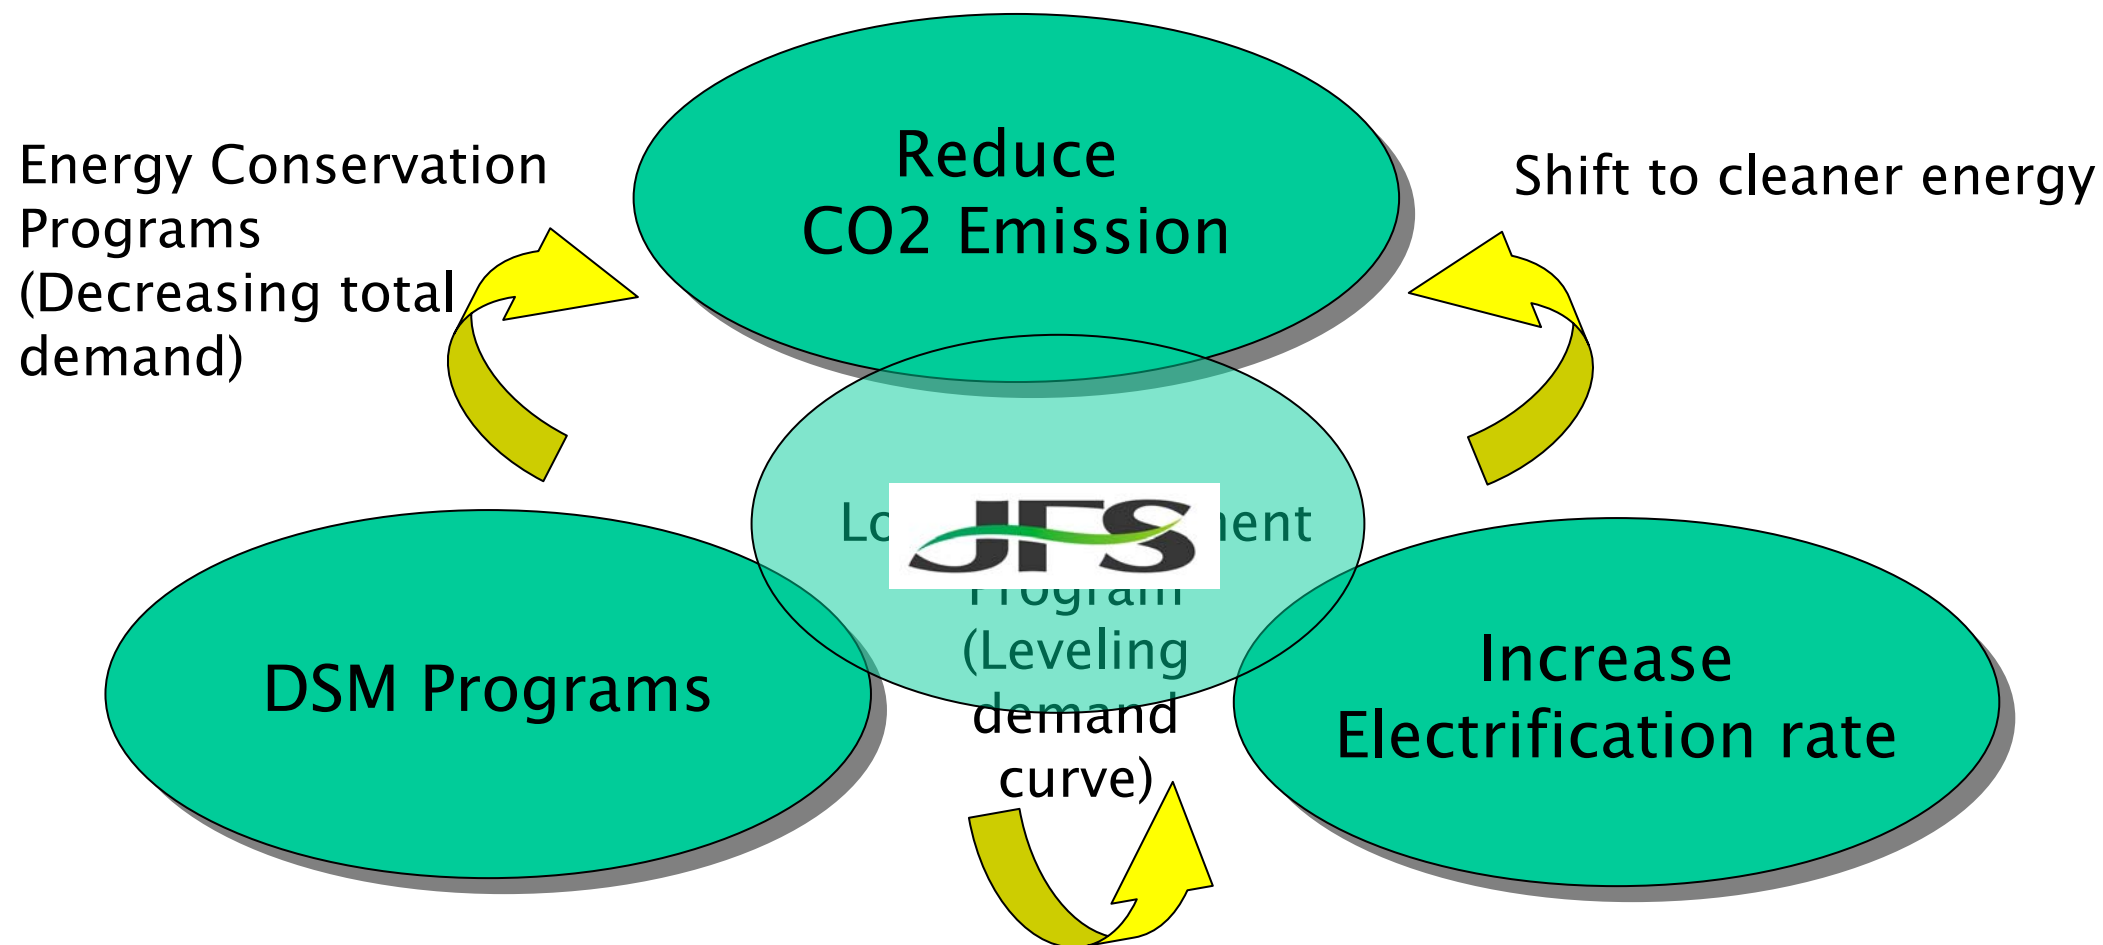 Reduce
CO2 Emission
Energy Conservation
Programs
(Decreasing total
demand)
Shift to cleaner energy
JFS
Program
(Leveling
demand
curve)
DSM Programs
Increase
Electrification rate